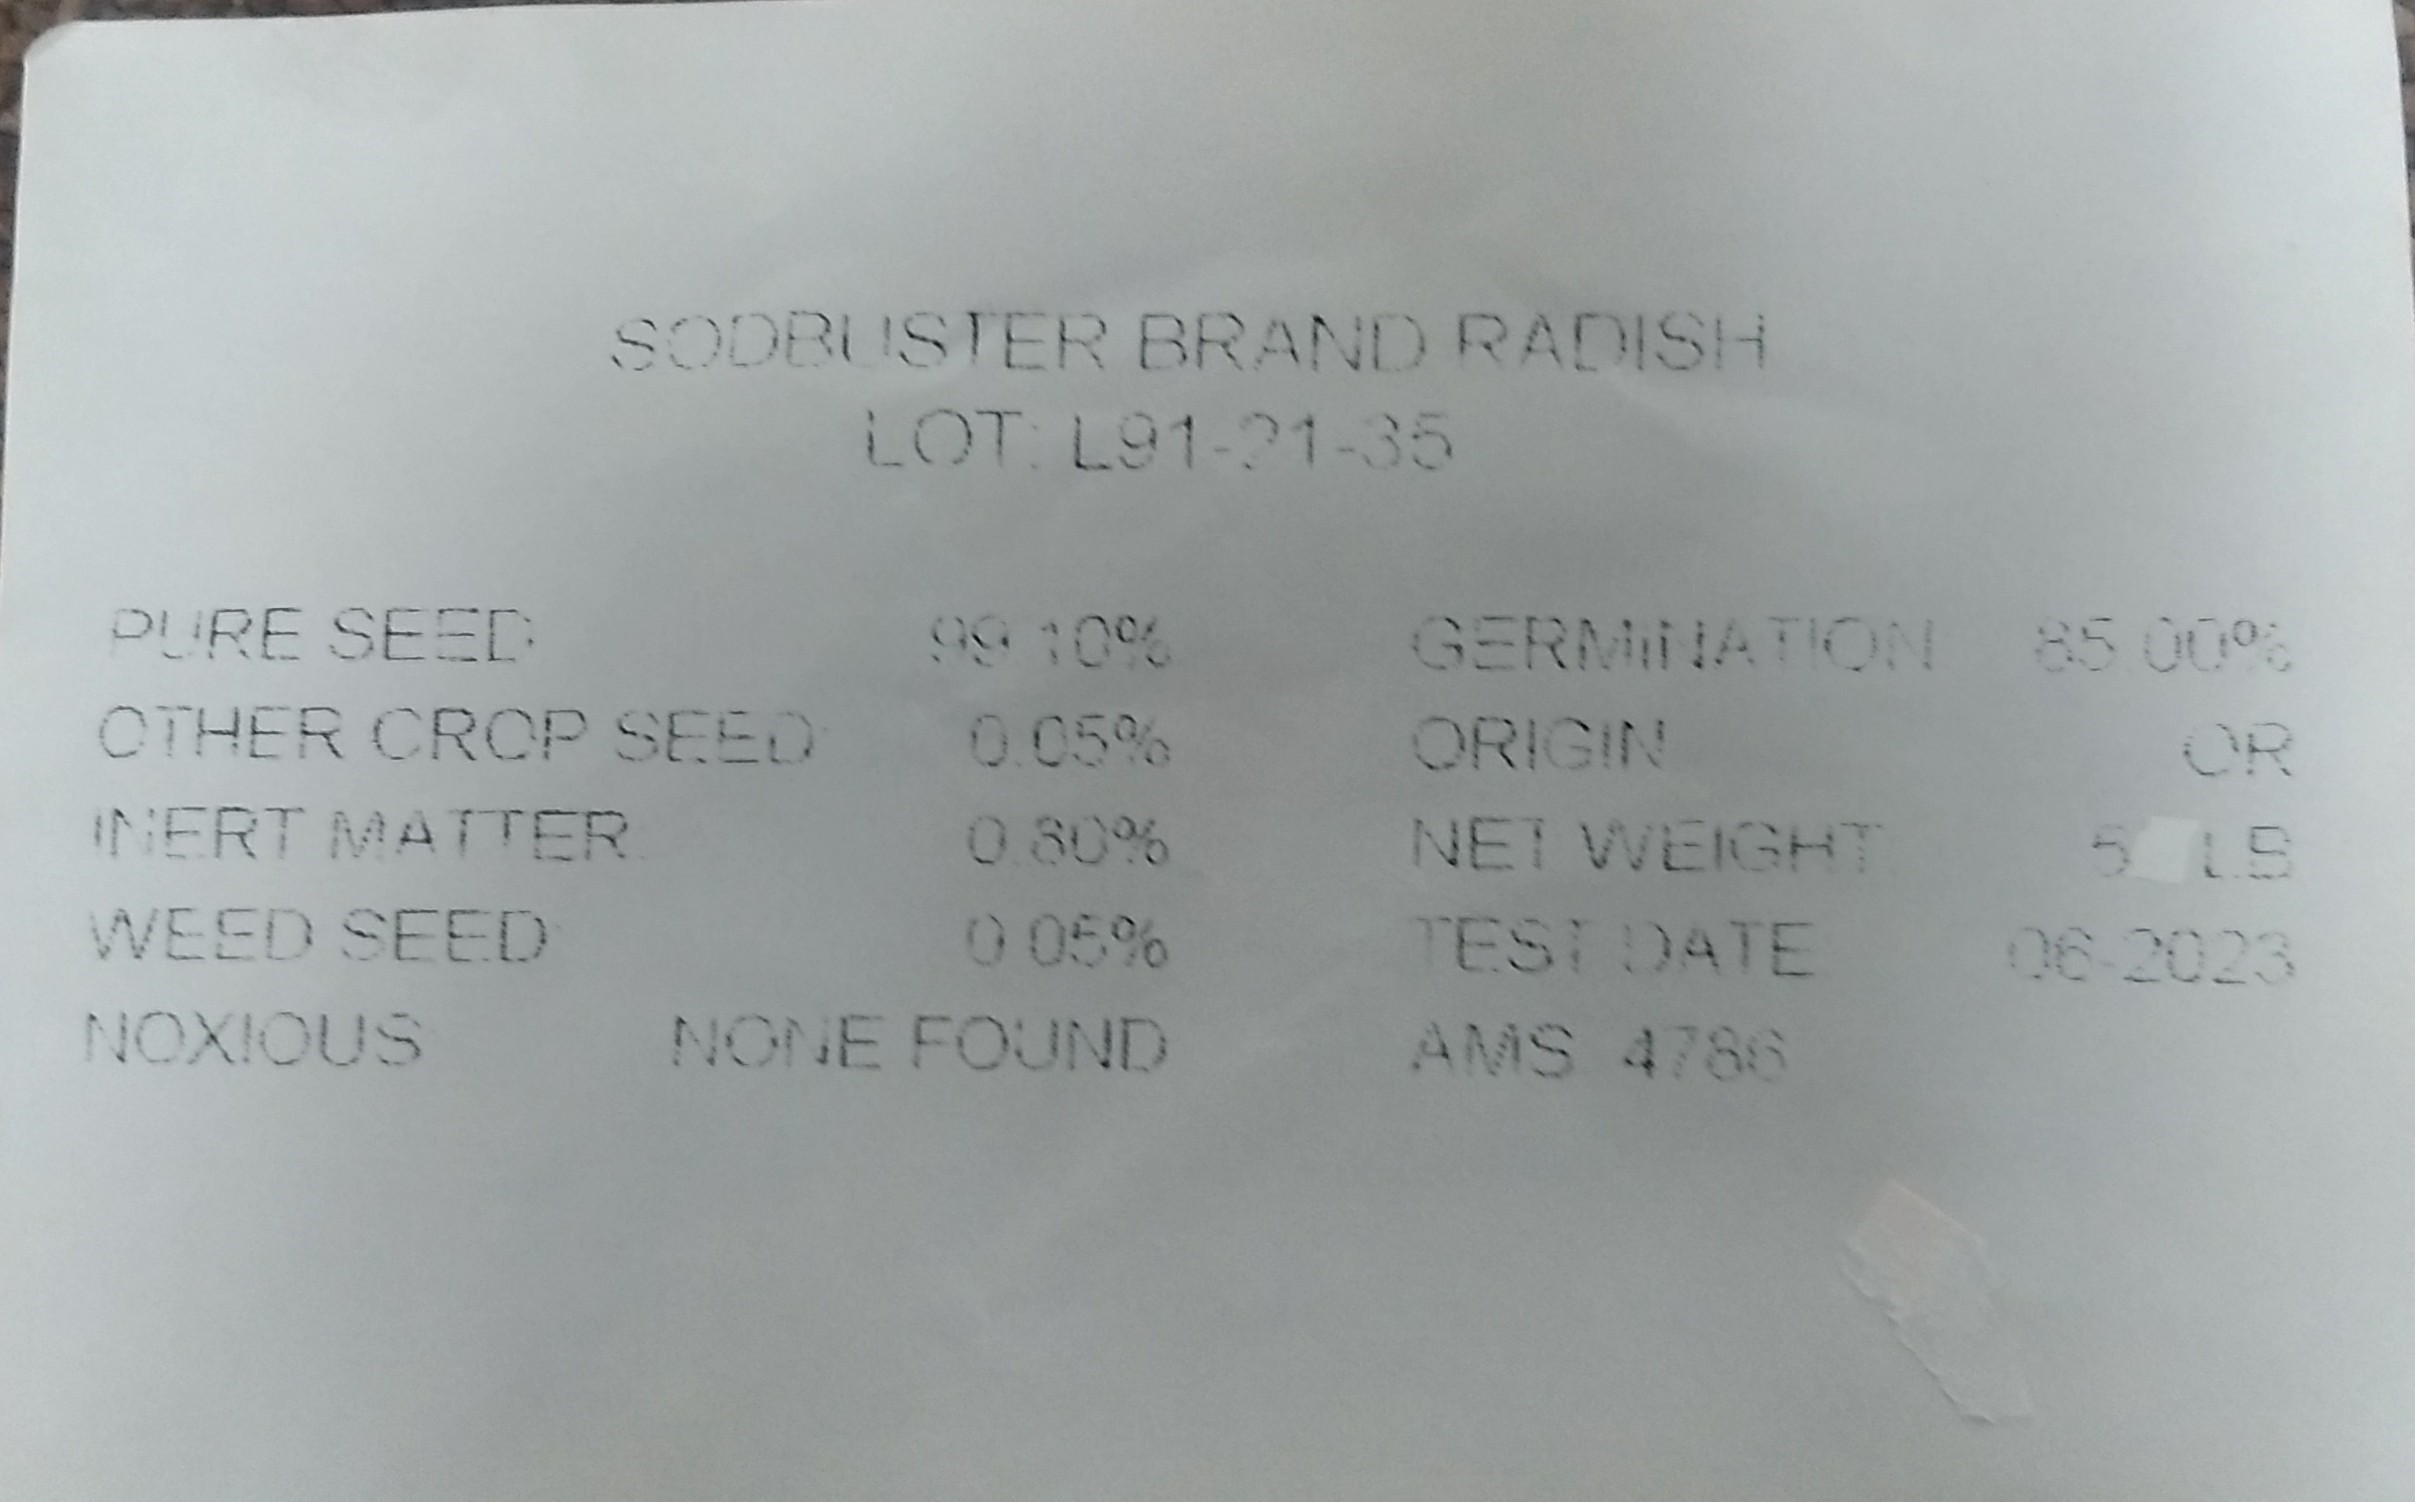 SODBUSTER BRAND RADISH
LOT: L91-21-35
PURE SEED 99.10% GERMINATION 85.00%
OTHER CROP SEED 0.05% ORIGIN OR
INERT MATTER 0.80% NET WEIGHT LB
WEED SEED 0.05% TEST DATE 06-2023
NOXIOUS NONE FOUND AMS 4786